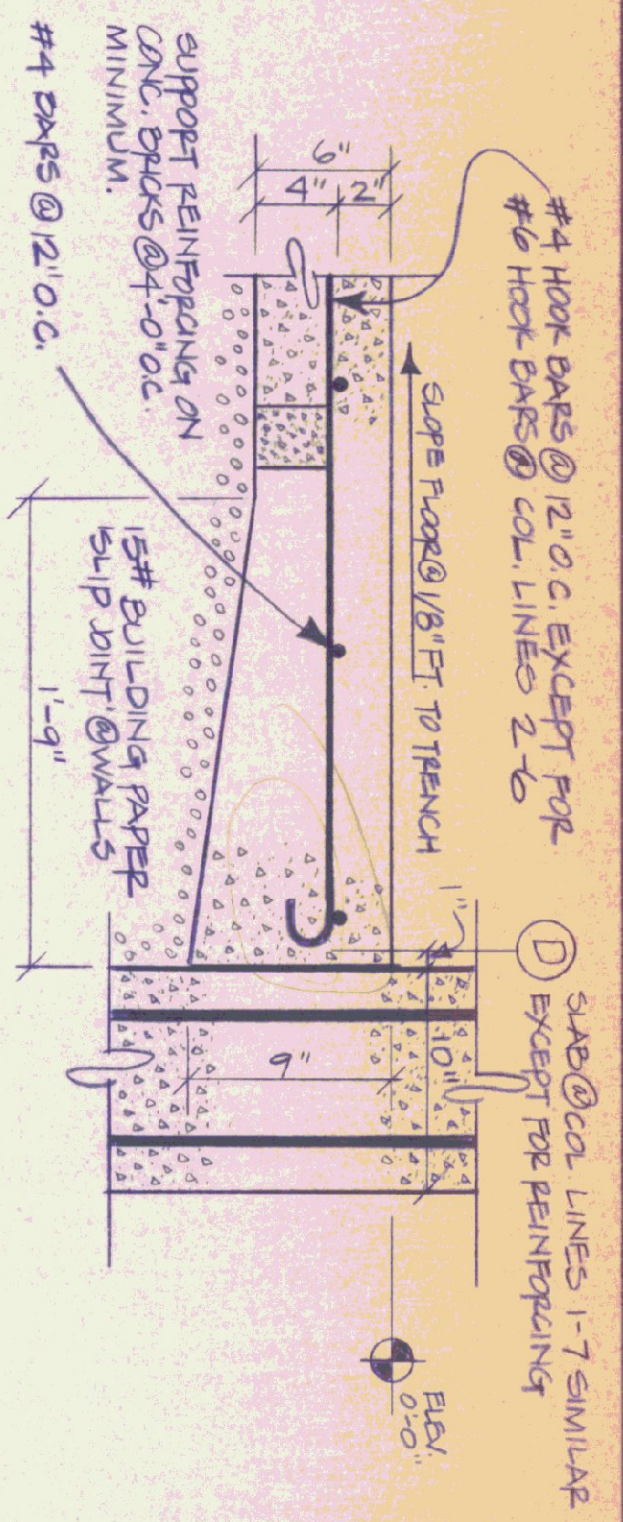 #4 HOOK BARS @ 12" O.C. EXCEPT FOR
#6 HOOK BARS @ COL. LINES 2-6
D
SLAB @ COL. LINES 1-7 SIMILAR
EXCEPT FOR REINFORCING
SLOPE FLOOR @ 1/8" FT. TO TRENCH
1"
10"
6"
4"
2"
9"
ELEV.
0'-0"
SUPPORT REINFORCING ON
CONC. BRICKS @ 4'-0" O.C.
MINIMUM.
#4 BARS @ 12" O.C.
15# BUILDING PAPER
'SLIP JOINT' @ WALLS
1'-9"